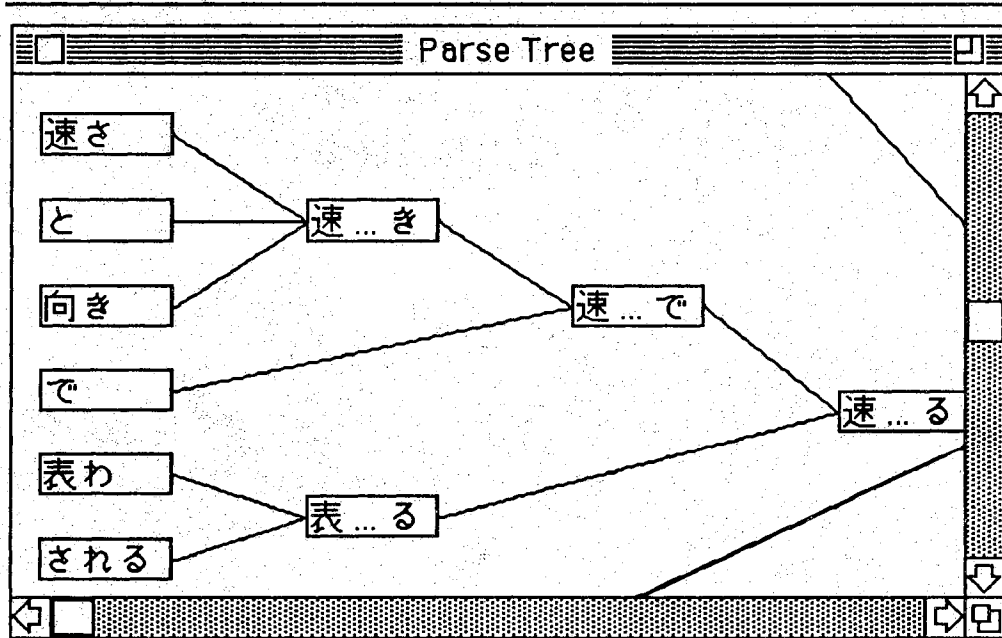 Parse Tree
速さ
と
速 ... き
向き
速 ... で
で
速 ... る
表わ
表 ... る
される